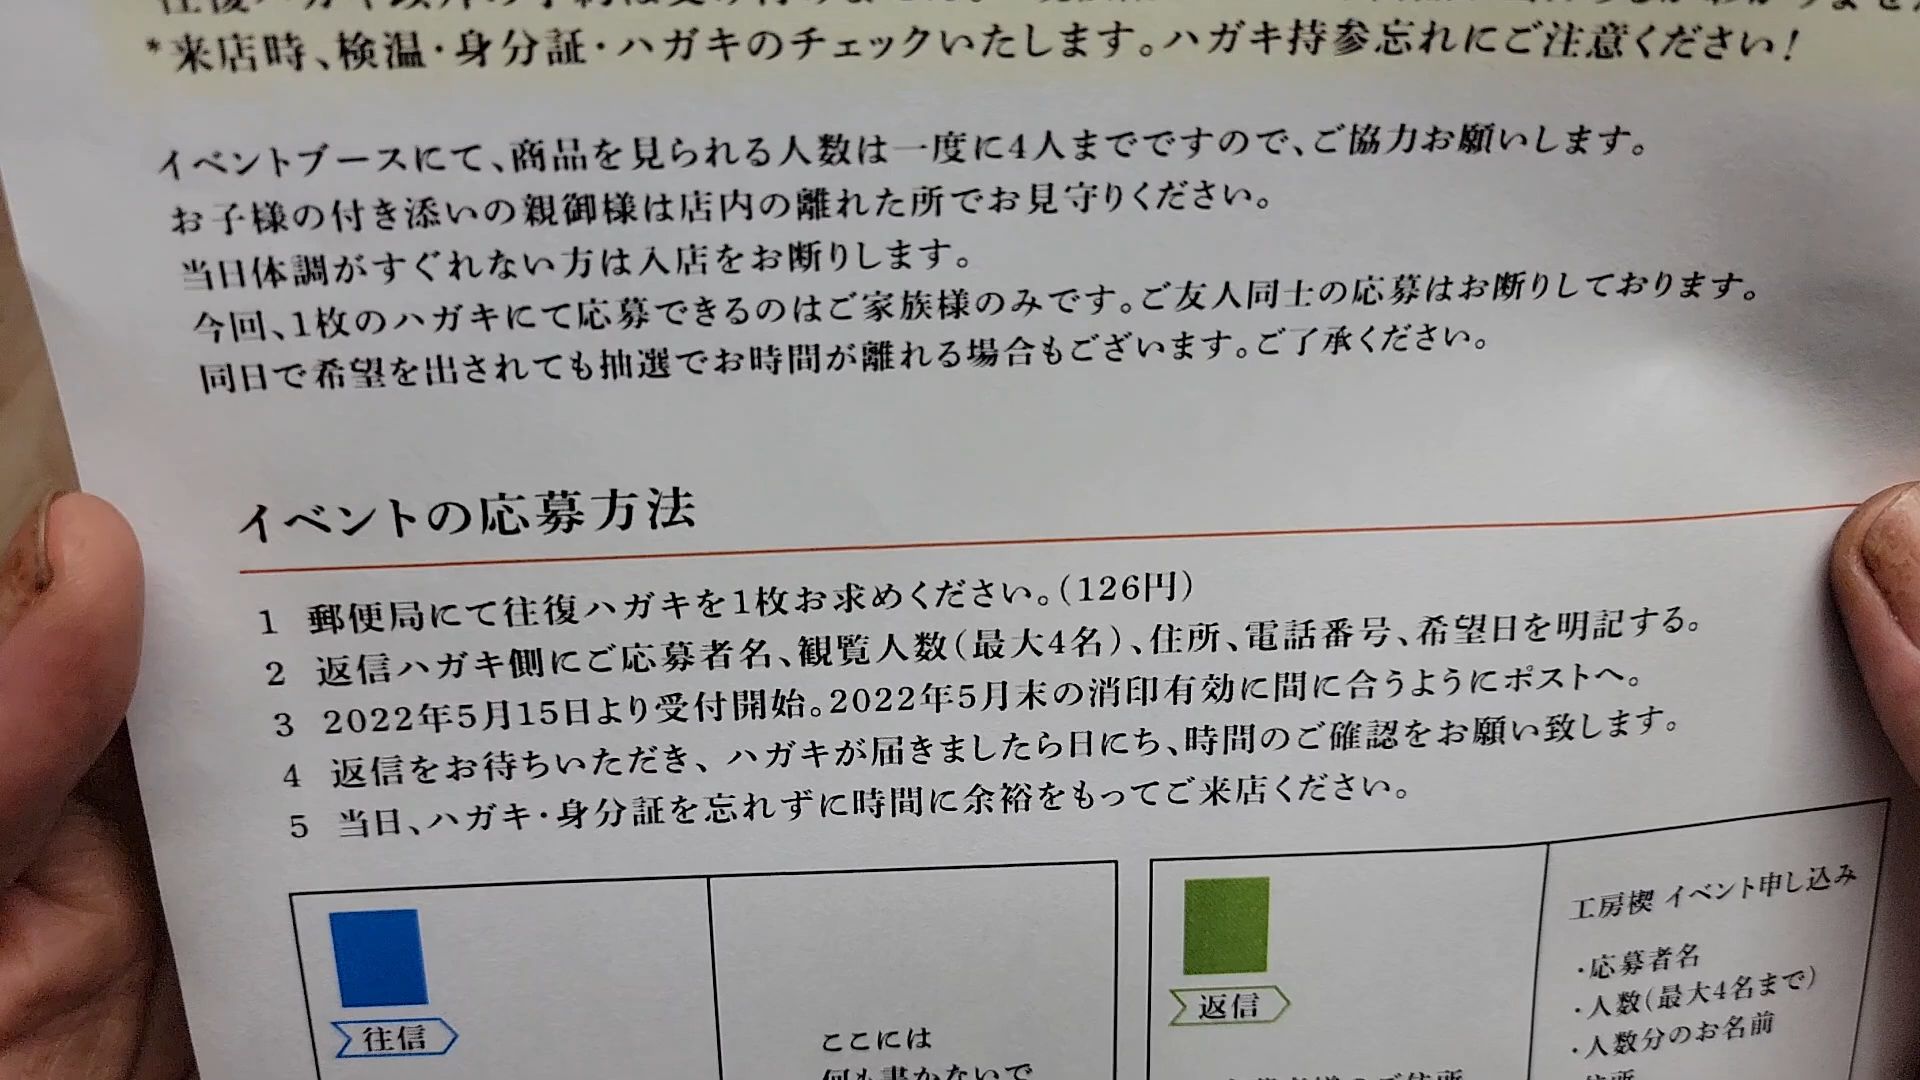 *来店時、検温・身分証・ハガキのチェックいたします。ハガキ持参忘れにご注意ください!
イベントブースにて、商品を見られる人数は一度に4人までですので、ご協力お願いします。
お子様の付き添いの親御様は店内の離れた所でお見守りください。
当日体調がすぐれない方は入店をお断りします。
今回、1枚のハガキにて応募できるのはご家族様のみです。ご友人同士の応募はお断りしております。
同日で希望を出されても抽選でお時間が離れる場合もございます。ご了承ください。
イベントの応募方法
1 郵便局にて往復ハガキを1枚お求めください。(126円)
2 返信ハガキ側にご応募者名、観覧人数(最大4名)、住所、電話番号、希望日を明記する。
3 2022年5月15日より受付開始。2022年5月末の消印有効に間に合うようにポストへ。
4 返信をお待ちいただき、ハガキが届きましたら日にち、時間のご確認をお願い致します。
5 当日、ハガキ・身分証を忘れずに時間に余裕をもってご来店ください。
往信
ここには
何も書かないで
返信
工房楔 イベント申し込み
・応募者名
・人数(最大4名まで)
・人数分のお名前